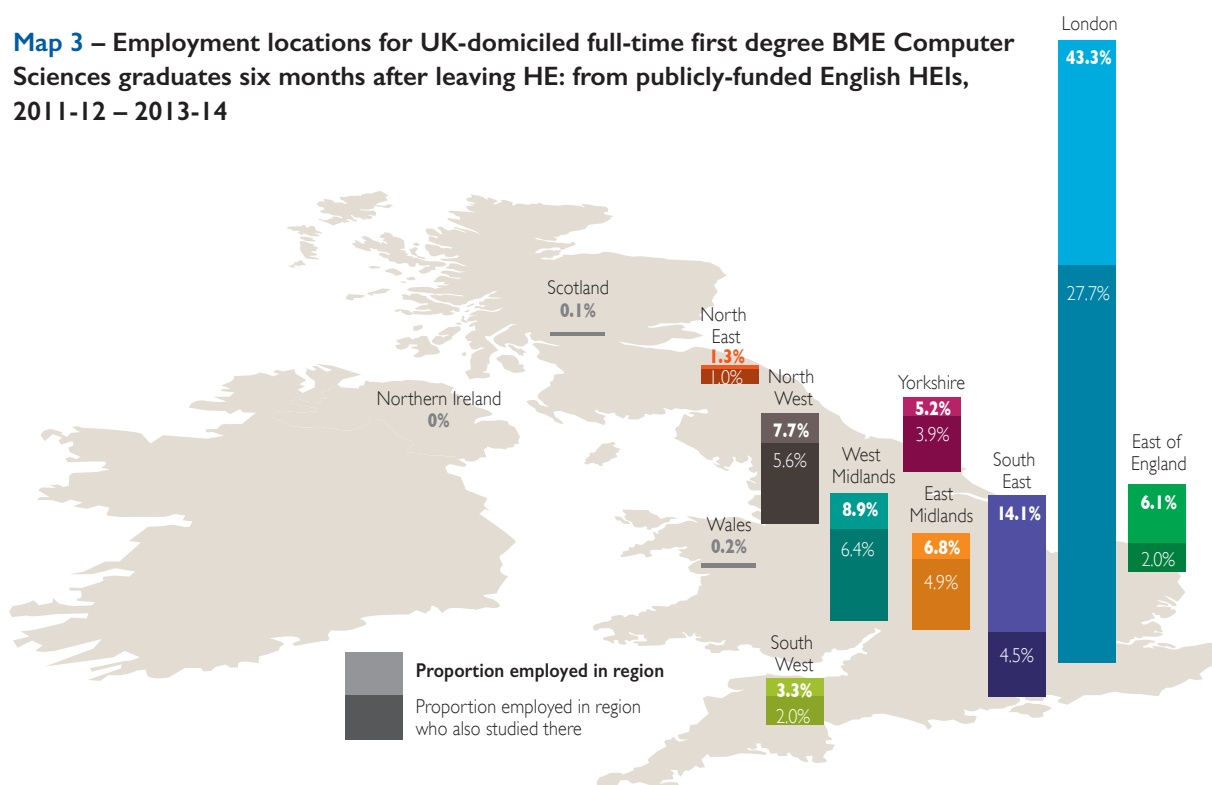 Map 3 – Employment locations for UK-domiciled full-time first degree BME Computer
Sciences graduates six months after leaving HE: from publicly-funded English HEIs,
2011-12 – 2013-14
London
43.3%
27.7%
Scotland
0.1%
North
East
1.3%
1.0%
Northern Ireland
0%
North
West
7.7%
5.6%
Yorkshire
5.2%
3.9%
West
Midlands
8.9%
6.4%
East
Midlands
6.8%
4.9%
South
East
14.1%
4.5%
East of
England
6.1%
2.0%
Wales
0.2%
South
West
3.3%
2.0%
Proportion employed in region
Proportion employed in region
who also studied there